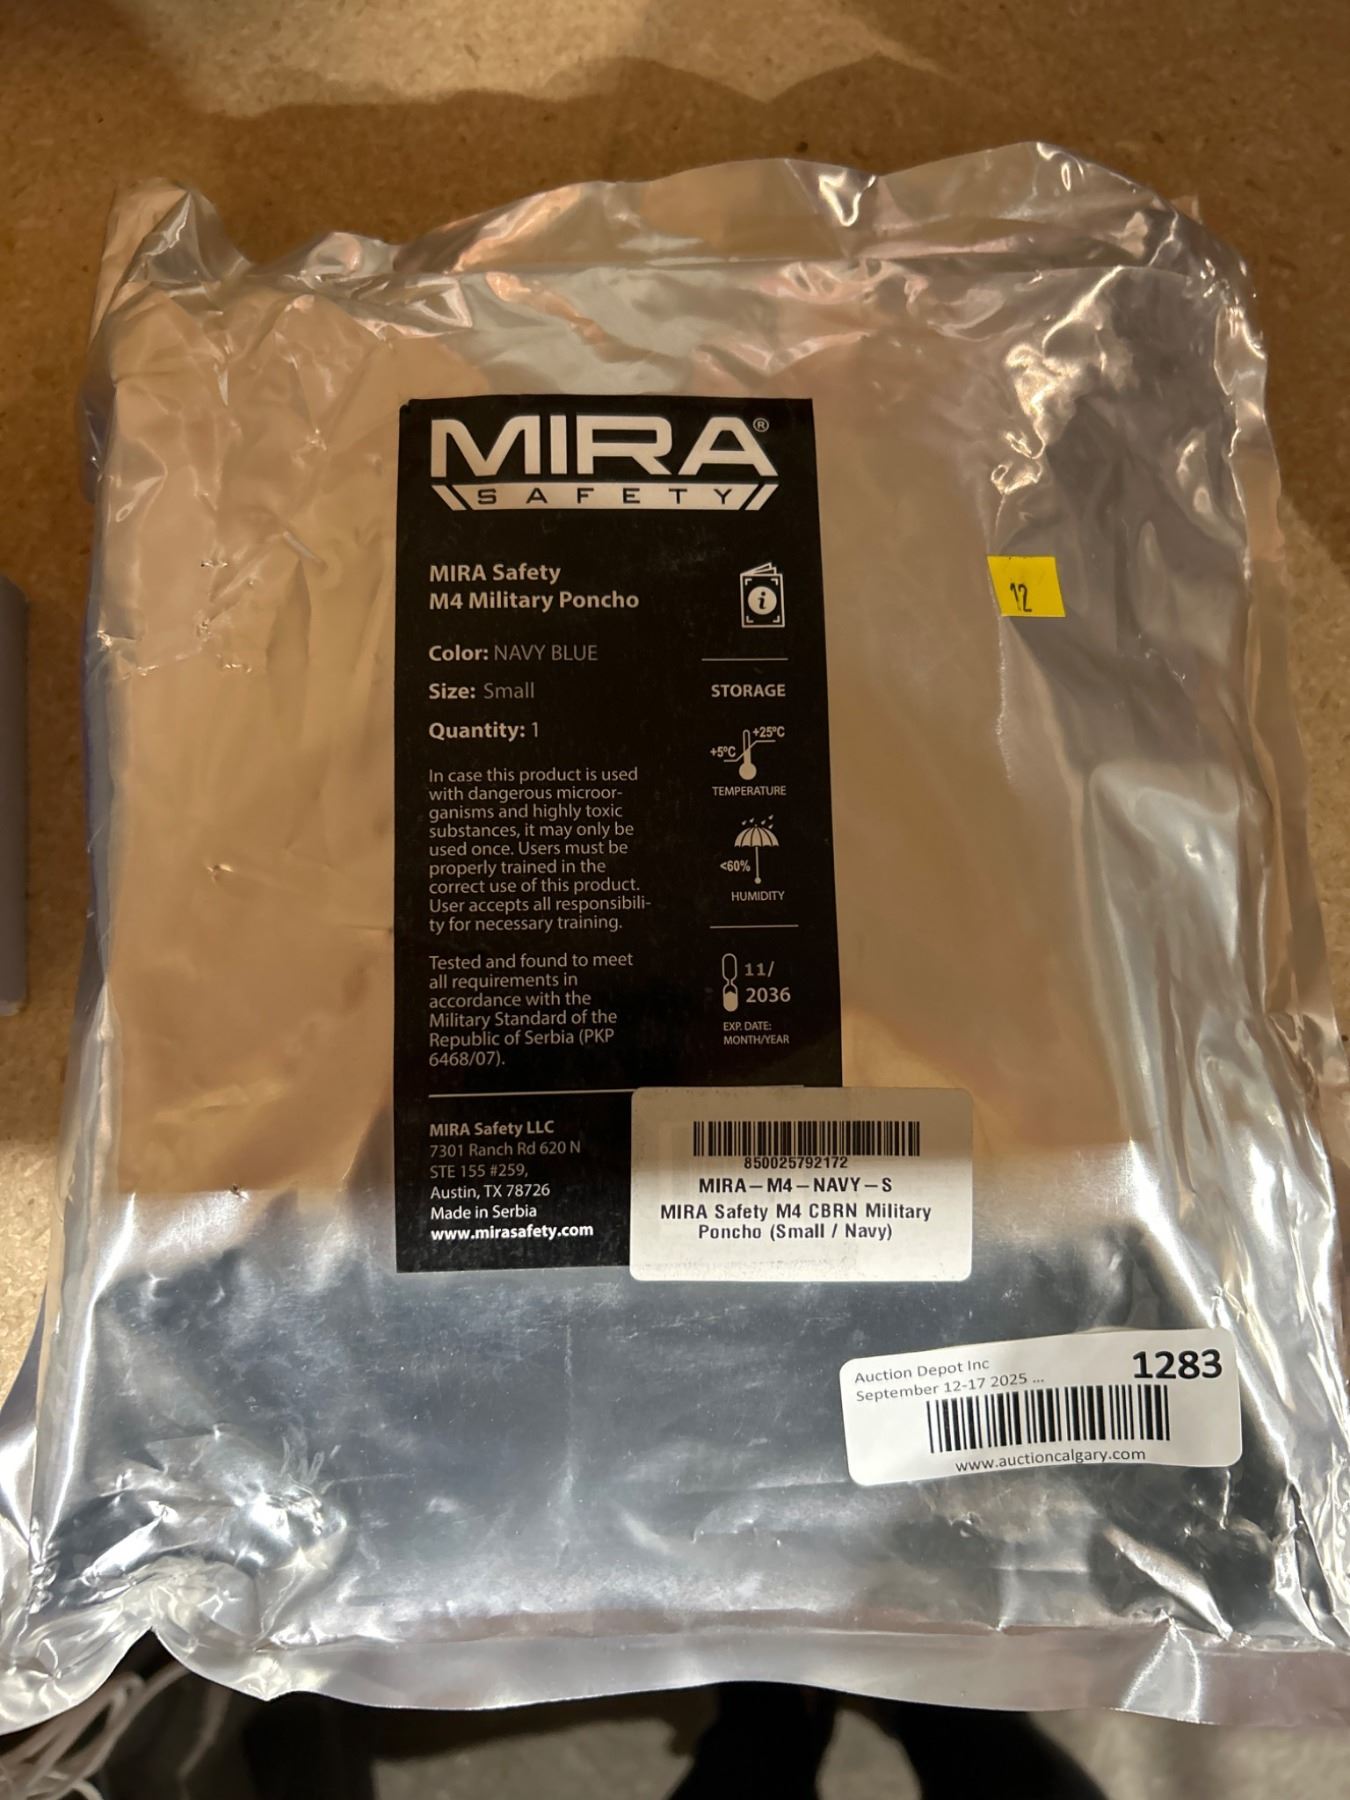 MIRA®
SAFETY
MIRA Safety
M4 Military Poncho
Color: NAVY BLUE
Size: Small
Quantity: 1
In case this product is used
with dangerous microor-
ganisms and highly toxic
substances, it may only be
used once. Users must be
properly trained in the
correct use of this product.
User accepts all responsibili-
ty for necessary training.
Tested and found to meet
all requirements in
accordance with the
Military Standard of the
Republic of Serbia (PKP
6468/07).
i
STORAGE
+25ºC
+5ºC
TEMPERATURE
<60%
HUMIDITY
11/
2036
EXP. DATE:
MONTH/YEAR
MIRA Safety LLC
7301 Ranch Rd 620 N
STE 155 #259,
Austin, TX 78726
Made in Serbia
www.mirasafety.com
850025792172
MIRA-M4-NAVY-S
MIRA Safety M4 CBRN Military
Poncho (Small / Navy)
12
Auction Depot Inc
September 12-17 2025 ...
1283
www.auctioncalgary.com